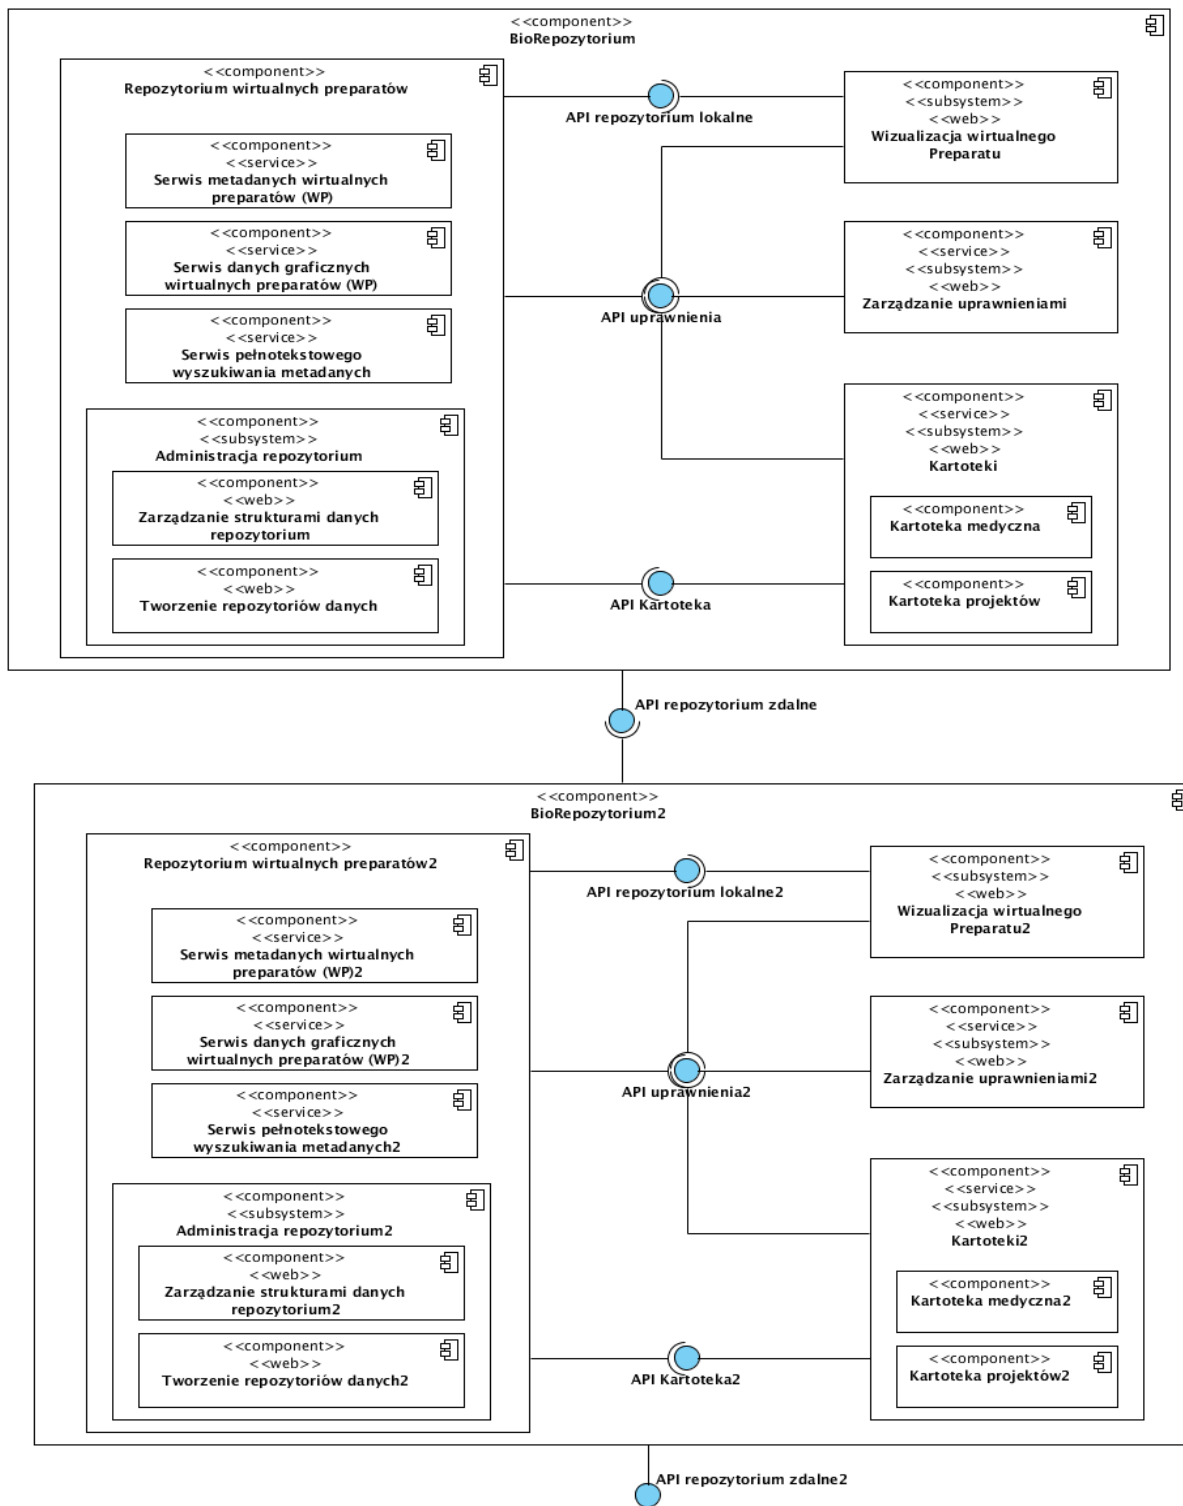 <<component>>
BioRepozytorium
<<component>>
Repozytorium wirtualnych preparatów
<<component>>
<<service>>
Serwis metadanych wirtualnych
preparatów (WP)
<<component>>
<<service>>
Serwis danych graficznych
wirtualnych preparatów (WP)
<<component>>
<<service>>
Serwis pełnotekstowego
wyszukiwania metadanych
<<component>>
<<subsystem>>
Administracja repozytorium
<<component>>
<<web>>
Zarządzanie strukturami danych
repozytorium
<<component>>
<<web>>
Tworzenie repozytoriów danych
API repozytorium lokalne
API uprawnienia
API Kartoteka
<<component>>
<<subsystem>>
<<web>>
Wizualizacja wirtualnego
Preparatu
<<component>>
<<service>>
<<subsystem>>
<<web>>
Zarządzanie uprawnieniami
<<component>>
<<service>>
<<subsystem>>
<<web>>
Kartoteki
<<component>>
Kartoteka medyczna
<<component>>
Kartoteka projektów
API repozytorium zdalne
<<component>>
BioRepozytorium2
<<component>>
Repozytorium wirtualnych preparatów2
<<component>>
<<service>>
Serwis metadanych wirtualnych
preparatów (WP)2
<<component>>
<<service>>
Serwis danych graficznych
wirtualnych preparatów (WP)2
<<component>>
<<service>>
Serwis pełnotekstowego
wyszukiwania metadanych2
<<component>>
<<subsystem>>
Administracja repozytorium2
<<component>>
<<web>>
Zarządzanie strukturami danych
repozytorium2
<<component>>
<<web>>
Tworzenie repozytoriów danych2
API repozytorium lokalne2
API uprawnienia2
API Kartoteka2
<<component>>
<<subsystem>>
<<web>>
Wizualizacja wirtualnego
Preparatu2
<<component>>
<<service>>
<<subsystem>>
<<web>>
Zarządzanie uprawnieniami2
<<component>>
<<service>>
<<subsystem>>
<<web>>
Kartoteki2
<<component>>
Kartoteka medyczna2
<<component>>
Kartoteka projektów2
API repozytorium zdalne2